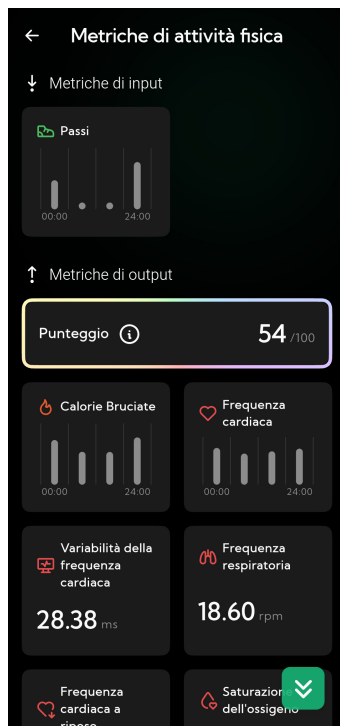 Metriche di attività fisica
Metriche di input
Passi
00:00 24:00
Metriche di output
Punteggio 54 /100
Calorie Bruciate
00:00 24:00
Frequenza
cardiaca
00:00 24:00
Variabilità della
frequenza
cardiaca
28.38 ms
Frequenza
respiratoria
18.60 rpm
Frequenza
cardiaca a
riposo
Saturazione
dell'ossigeno